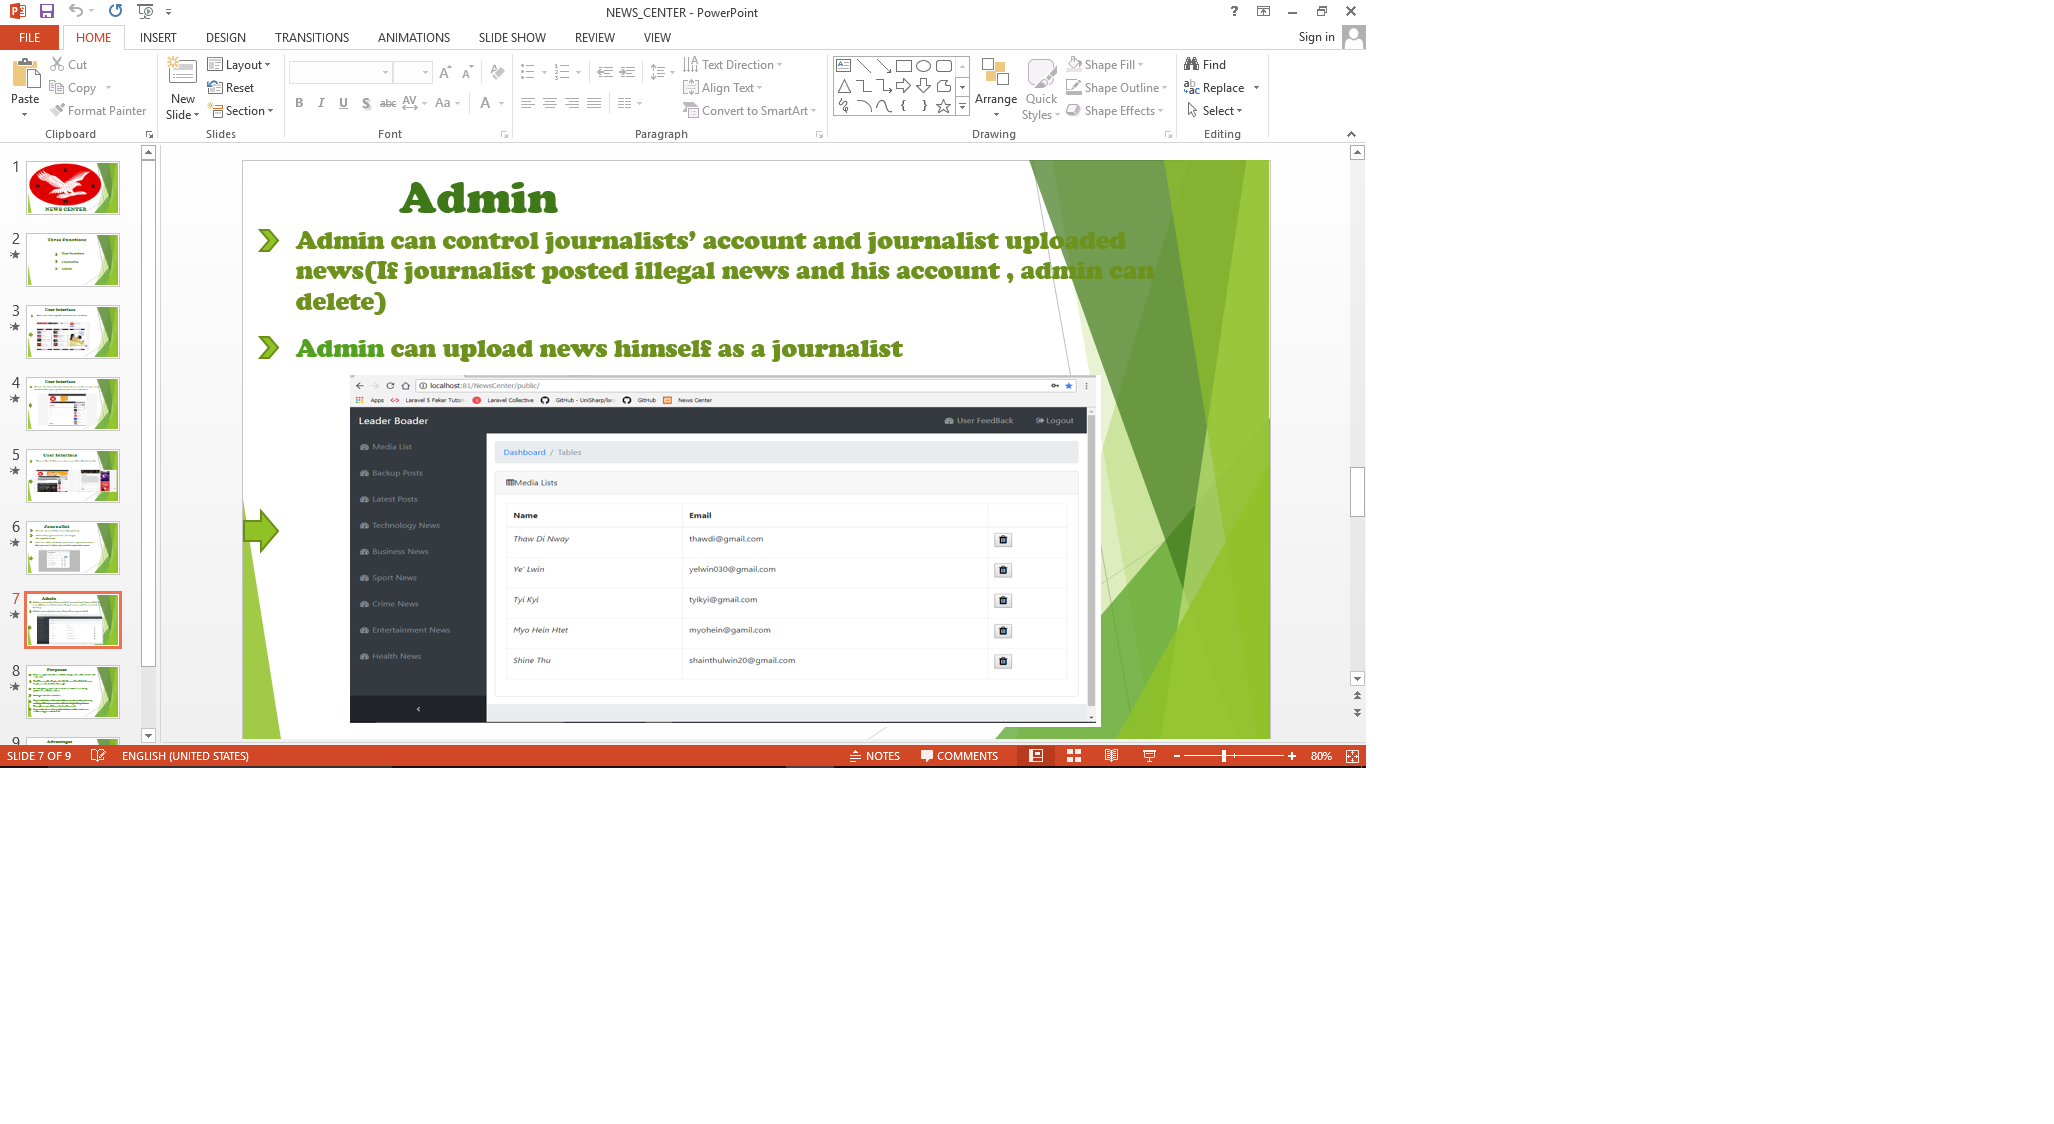 NEWS_CENTER - PowerPoint
FILE HOME INSERT DESIGN TRANSITIONS ANIMATIONS SLIDE SHOW REVIEW VIEW Sign in
Paste
Cut
Copy
Format Painter
Clipboard
New
Slide
Layout
Reset
Section
Slides
B I U S abc AV Aa A
Font
Text Direction
Align Text
Convert to SmartArt
Paragraph
Arrange
Quick
Styles
Shape Fill
Shape Outline
Shape Effects
Drawing
Find
Replace
Select
Editing
1
NEWS CENTER
2
Three Functions
User Interface
Journalist
Admin
3
User Interface
4
User Interface
5
User Interface
6
Journalist
7
Admin
8
Purposes
9
Advantages
Admin
Admin can control journalists’ account and journalist uploaded
news(If journalist posted illegal news and his account , admin can
delete)
Admin can upload news himself as a journalist
localhost:81/NewsCenter/public/
Apps Laravel 5 Faker Tutor Laravel Collective GitHub - UniSharp/lar GitHub News Center
Leader Boader User FeedBack Logout
Media List
Backup Posts
Latest Posts
Technology News
Business News
Sport News
Crime News
Entertainment News
Health News
Dashboard / Tables
Media Lists
Name Email
Thaw Di Nway thawdi@gmail.com
Ye' Lwin yelwin030@gmail.com
Tyi Kyi tyikyi@gmail.com
Myo Hein Htet myohein@gamil.com
Shine Thu shainthulwin20@gmail.com
SLIDE 7 OF 9 ENGLISH (UNITED STATES) NOTES COMMENTS 80%